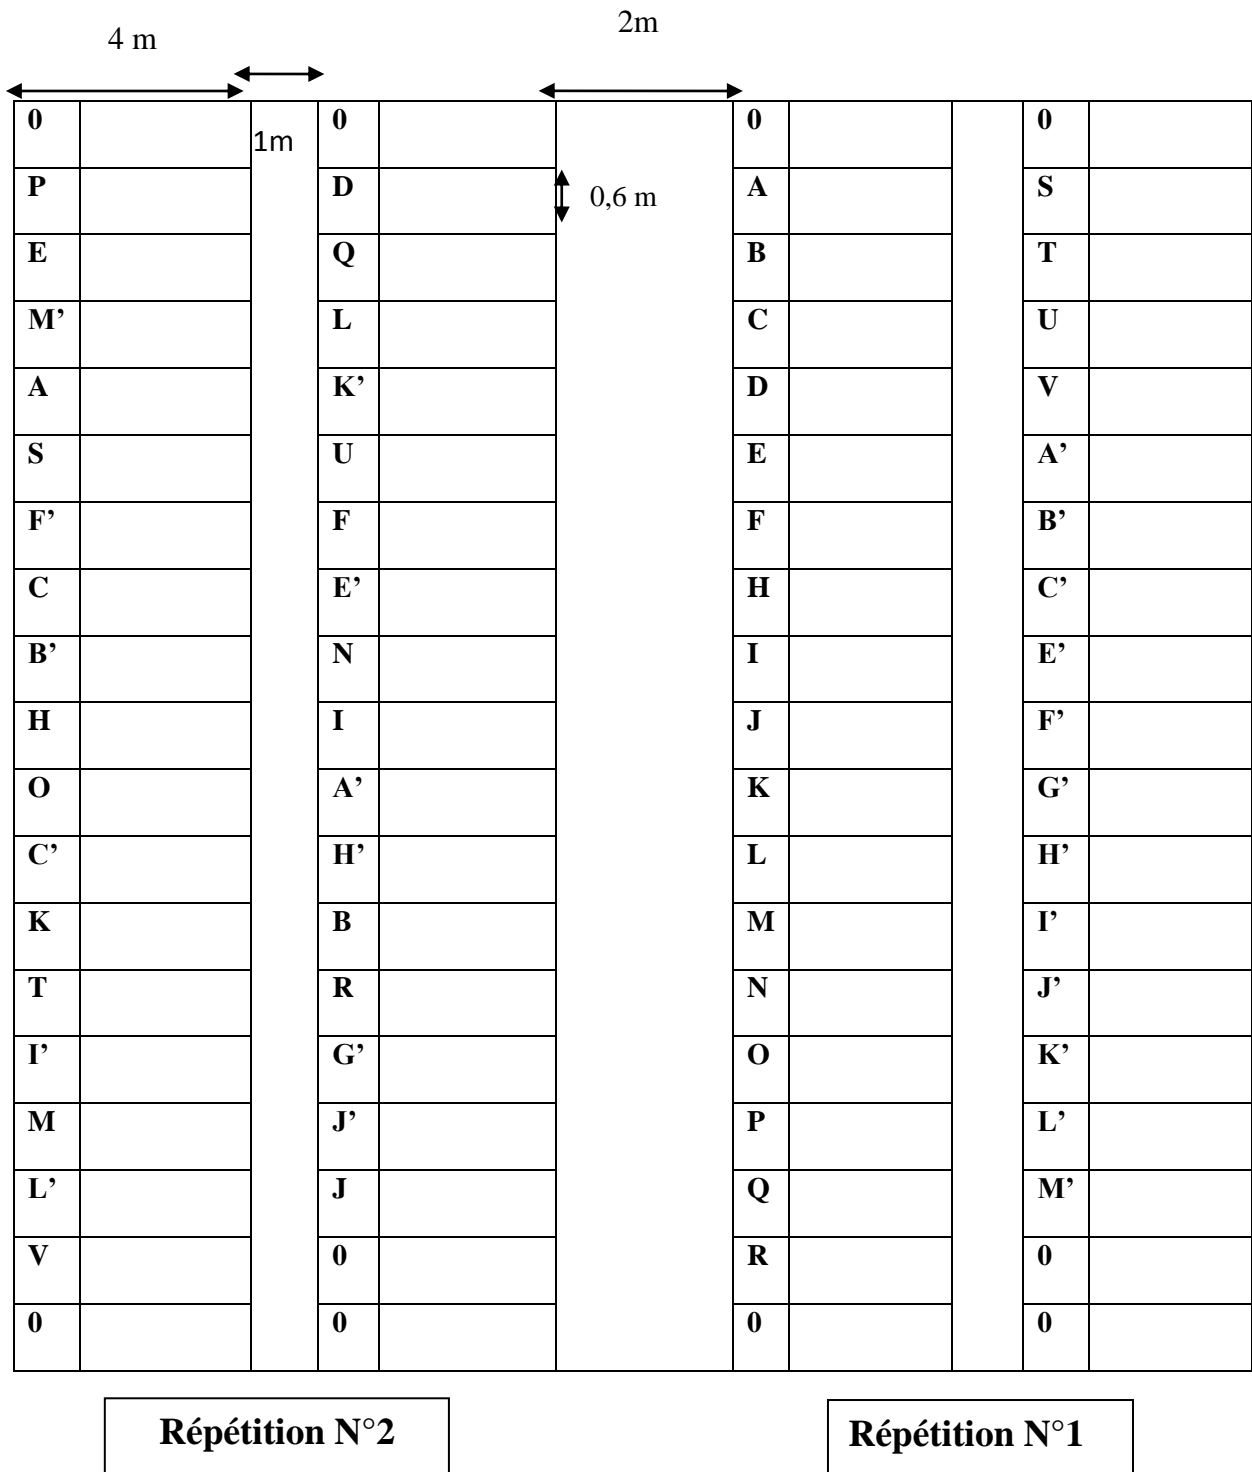 2m
4 m
0 0 0 0
1m
P D A S
0,6 m
E Q B T
M’ L C U
A K’ D V
S U E A’
F’ F F B’
C E’ H C’
B’ N I E’
H I J F’
O A’ K G’
C’ H’ L H’
K B M I’
T R N J’
I’ G’ O K’
M J’ P L’
L’ J Q M’
V 0 R 0
0 0 0 0
Répétition N°2 Répétition N°1